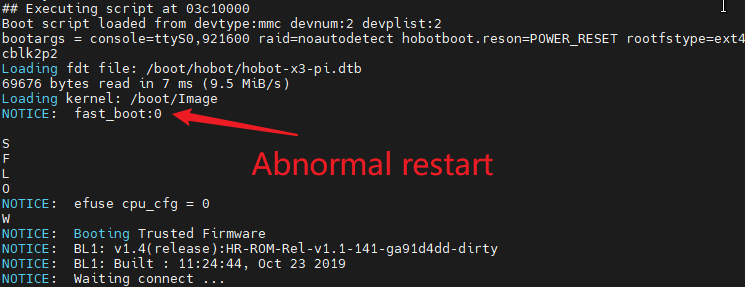 ## Executing script at 03c10000
Boot script loaded from devtype:mmc devnum:2 devplist:2
bootargs = console=ttyS0,921600 raid=noautodetect hobotboot.reson=POWER_RESET rootfstype=ext4
cblk2p2
Loading fdt file: /boot/hobot/hobot-x3-pi.dtb
69676 bytes read in 7 ms (9.5 MiB/s)
Loading kernel: /boot/Image
NOTICE:  fast_boot:0
S
F
Abnormal restart
L
O
NOTICE:  efuse cpu_cfg = 0
W
NOTICE:  Booting Trusted Firmware
NOTICE:  BL1: v1.4(release):HR-ROM-Rel-v1.1-141-ga91d4dd-dirty
NOTICE:  BL1: Built : 11:24:44, Oct 23 2019
NOTICE:  Waiting connect ...